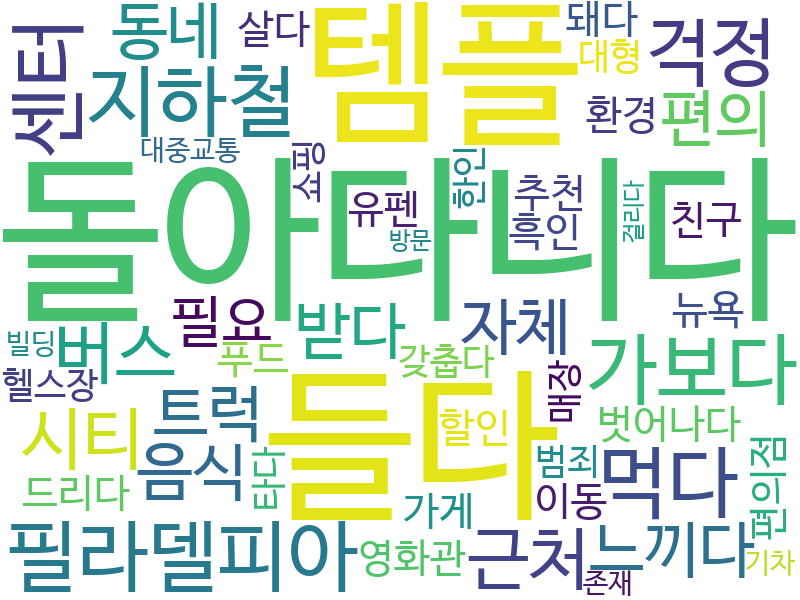 동네
살다
템플
돼다
대형
걱정
센터
지하철
환경
편의
대중교통
쇼핑
한인
추천
걸리다
돌아다니다
유펜
방문
흑인
친구
빌딩
버스
필요
받다
자체
뉴욕
가보다
헬스장
푸드
갖춥다
매장
벗어나다
시티
트럭
들다
할인
음식
드리다
타다
가게
범죄
이동
먹다
편의점
필라델피아
영화관
근처
느끼다
존재
기차